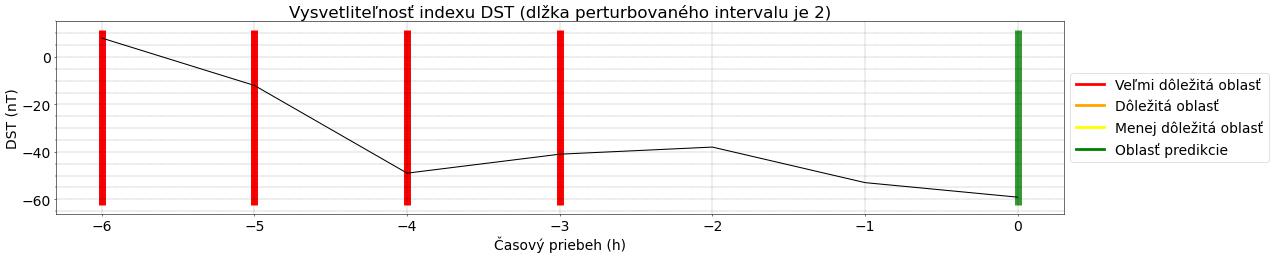 Vysvetliteľnosť indexu DST (dĺžka perturbovaného intervalu je 2)
DST (nT)
0
−20
−40
−60
−6
−5
−4
−3
−2
−1
0
Časový priebeh (h)
Veľmi dôležitá oblasť
Dôležitá oblasť
Menej dôležitá oblasť
Oblasť predikcie